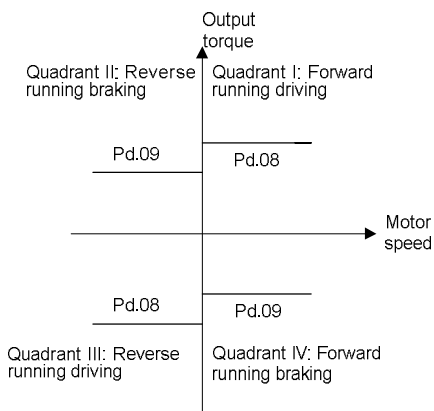 Output
torque
Quadrant II: Reverse
running braking
Quadrant I: Forward
running driving
Pd.09
Pd.08
Motor
speed
Pd.08
Pd.09
Quadrant III: Reverse
running driving
Quadrant IV: Forward
running braking